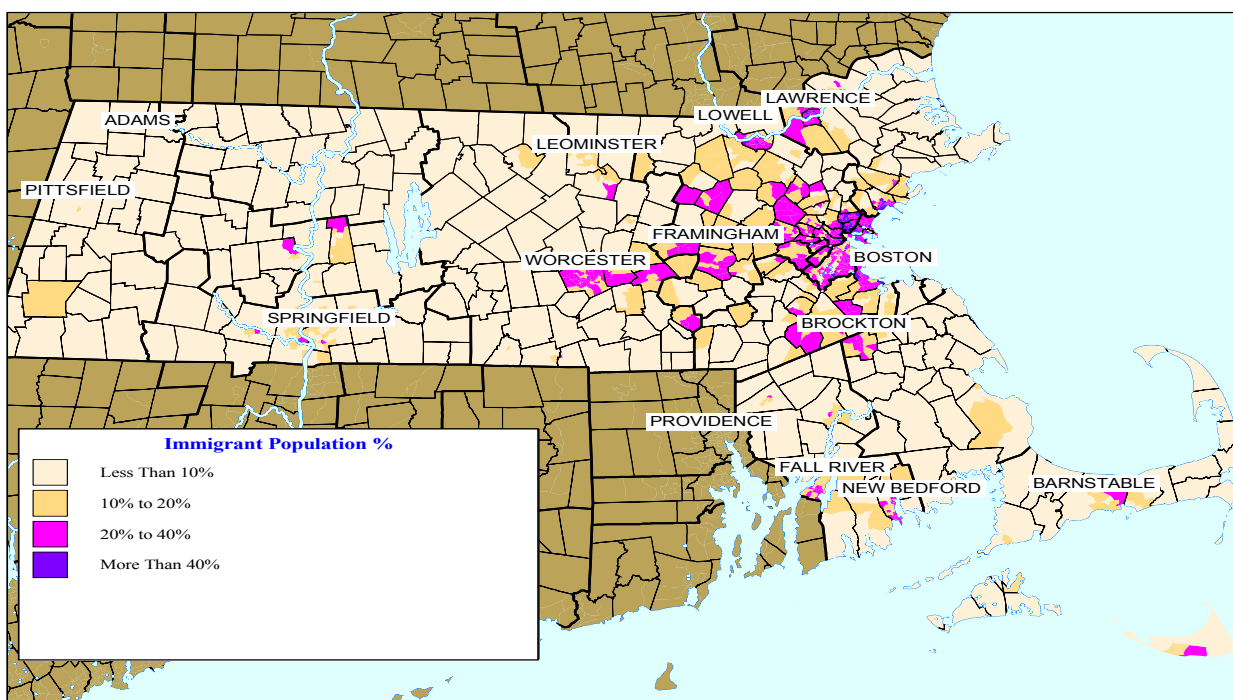 LAWRENCE
LOWELL
ADAMS
LEOMINSTER
PITTSFIELD
FRAMINGHAM
WORCESTER
BOSTON
SPRINGFIELD
BROCKTON
PROVIDENCE
FALL RIVER
NEW BEDFORD
BARNSTABLE
Immigrant Population %
Less Than 10%
10% to 20%
20% to 40%
More Than 40%